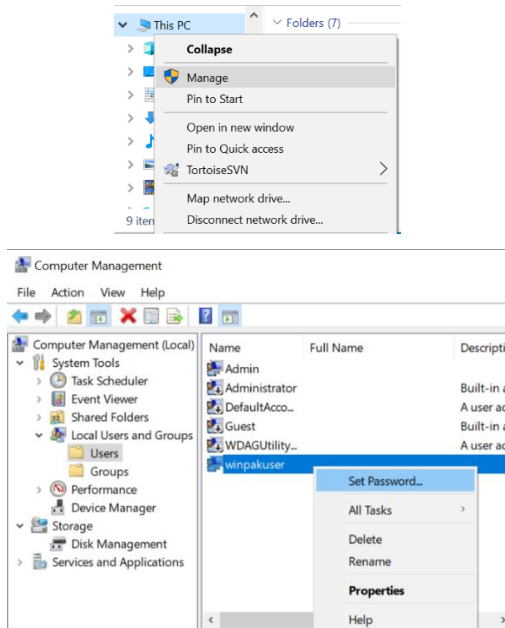 This PC
Folders (7)
Collapse
Manage
Pin to Start
Open in new window
Pin to Quick access
TortoiseSVN
Map network drive...
Disconnect network drive...
9 iten
Computer Management
File Action View Help
Computer Management (Local)
System Tools
Task Scheduler
Event Viewer
Shared Folders
Local Users and Groups
Users
Groups
Performance
Device Manager
Storage
Disk Management
Services and Applications
Name Full Name Descripti
Admin
Administrator Built-in a
DefaultAcco... A user ac
Guest Built-in a
WDAGUtility... A user ac
winpakuser
Set Password...
All Tasks
Delete
Rename
Properties
Help